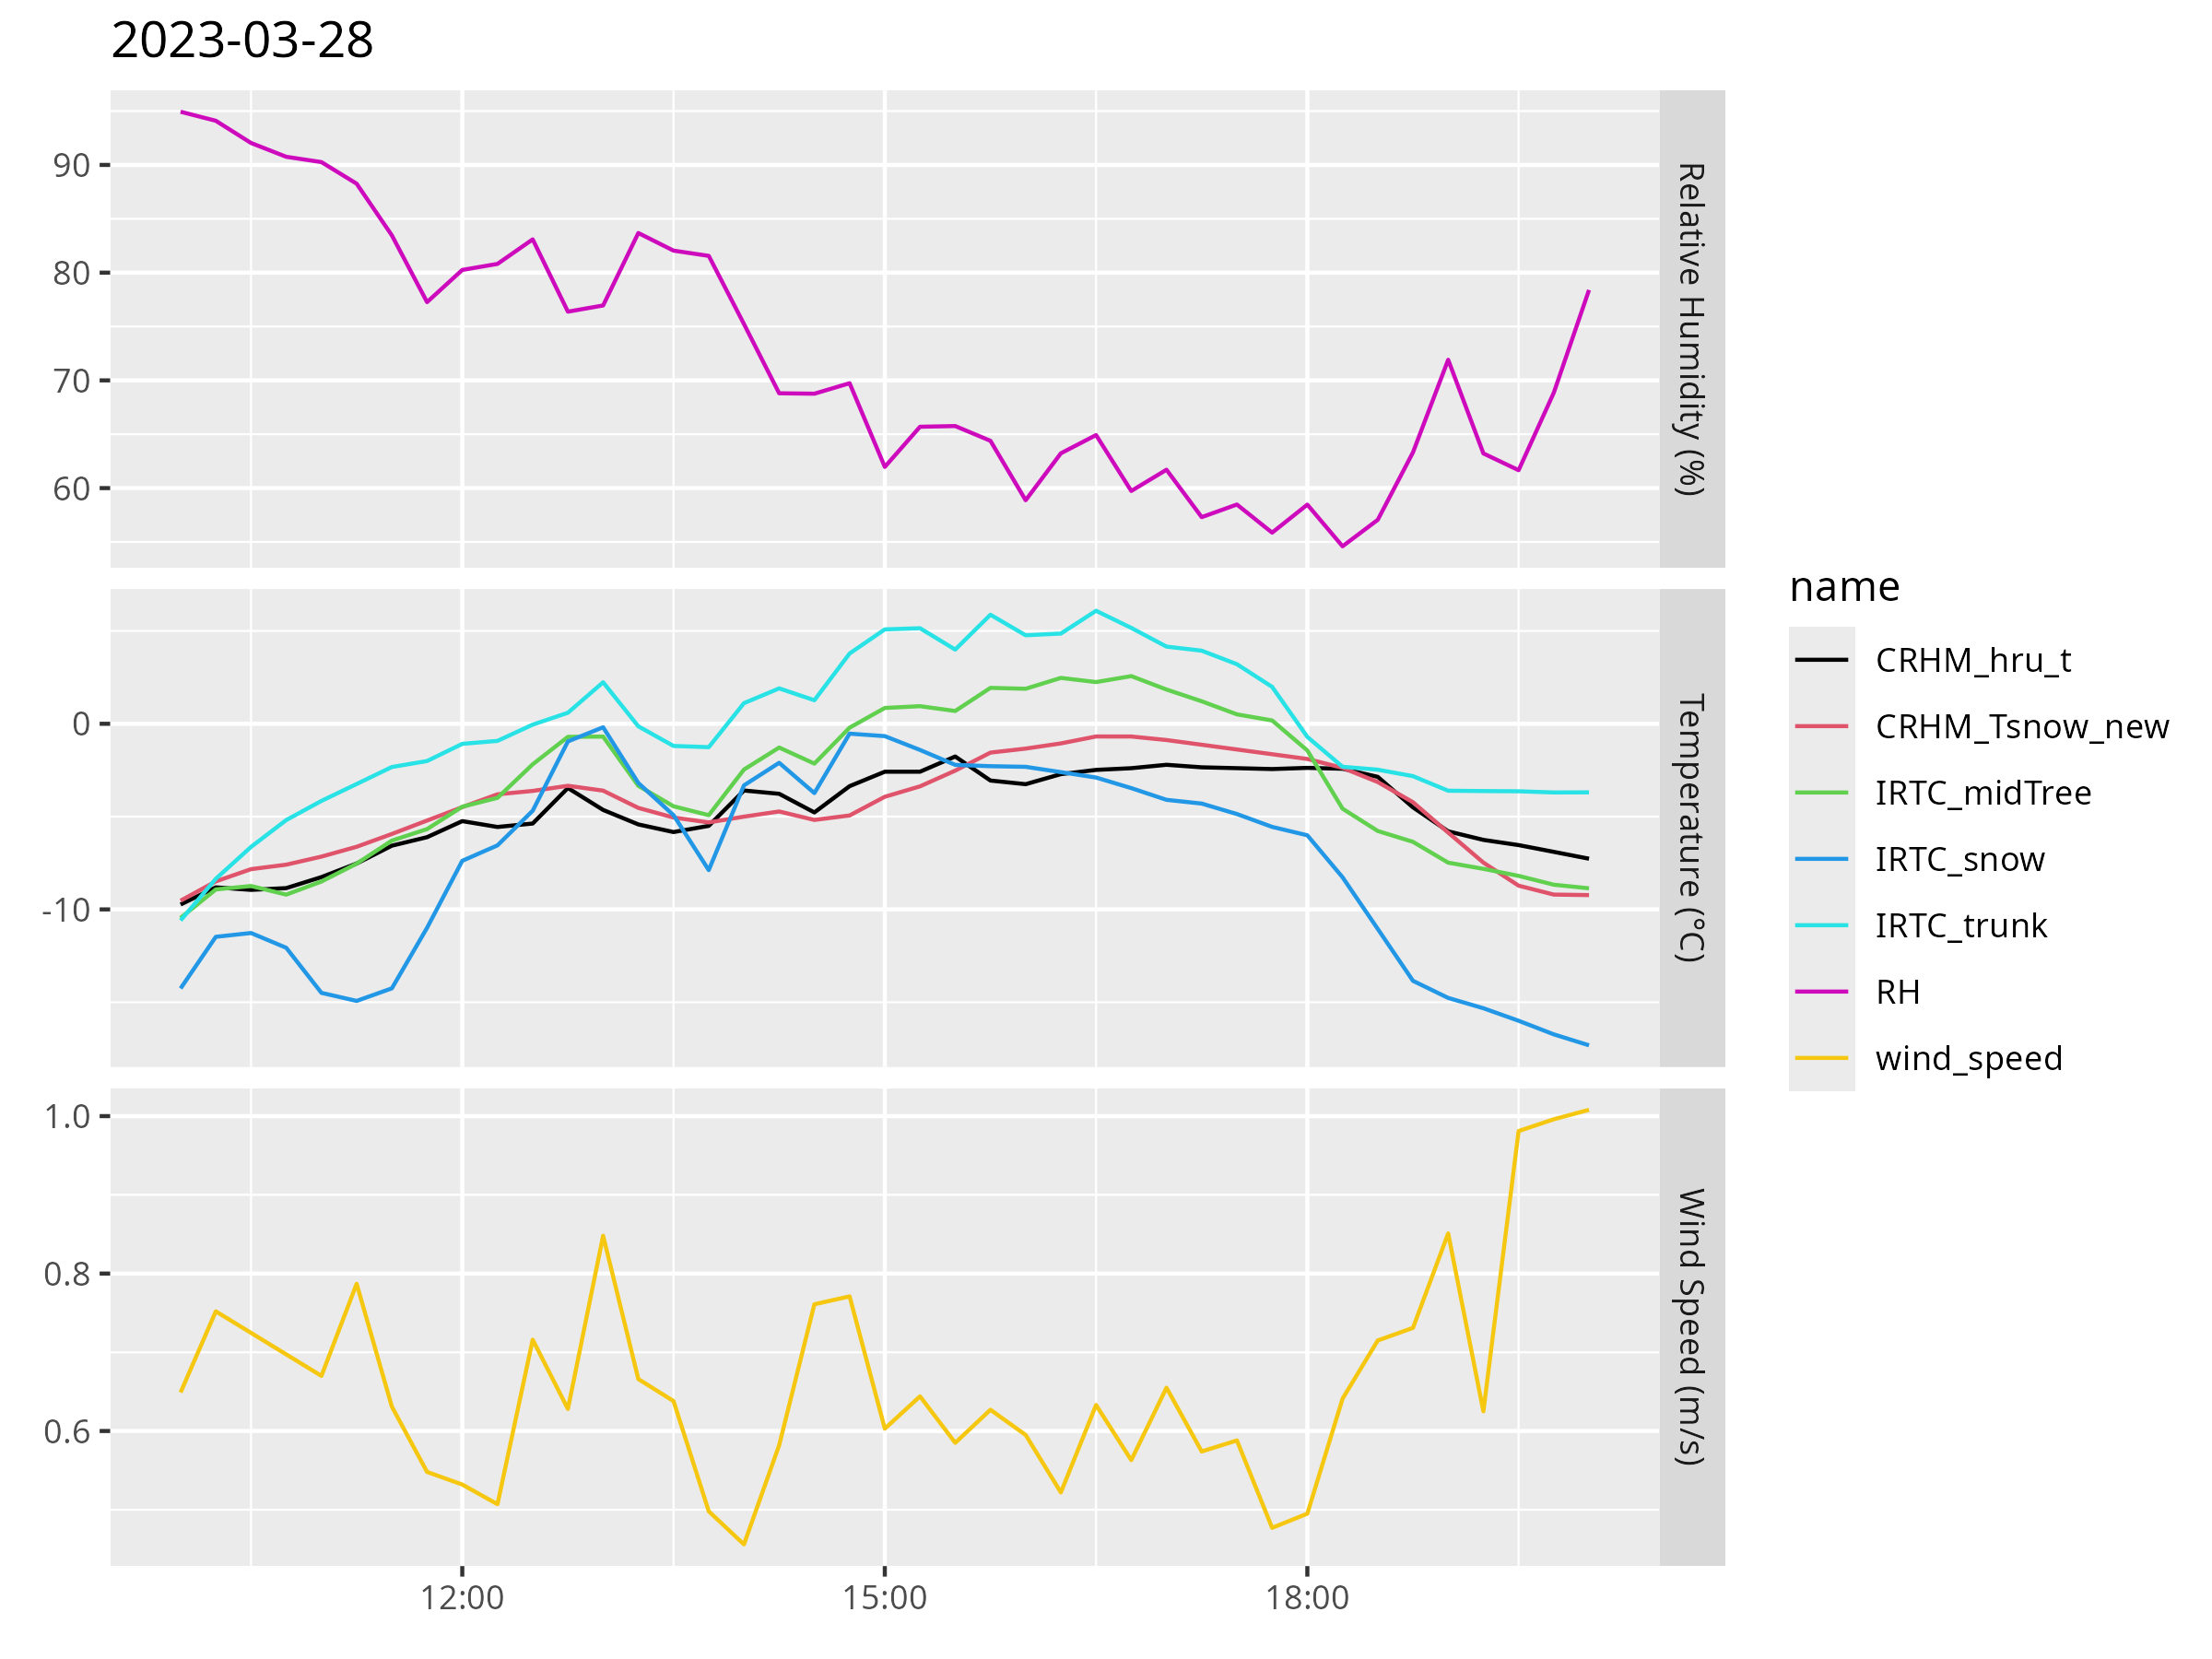 2023-03-28
90
80
70
60
Relative Humidity (%)
0
-10
Temperature (°C)
1.0
0.8
0.6
Wind Speed (m/s)
12:00
15:00
18:00
name
CRHM_hru_t
CRHM_Tsnow_new
IRTC_midTree
IRTC_snow
IRTC_trunk
RH
wind_speed